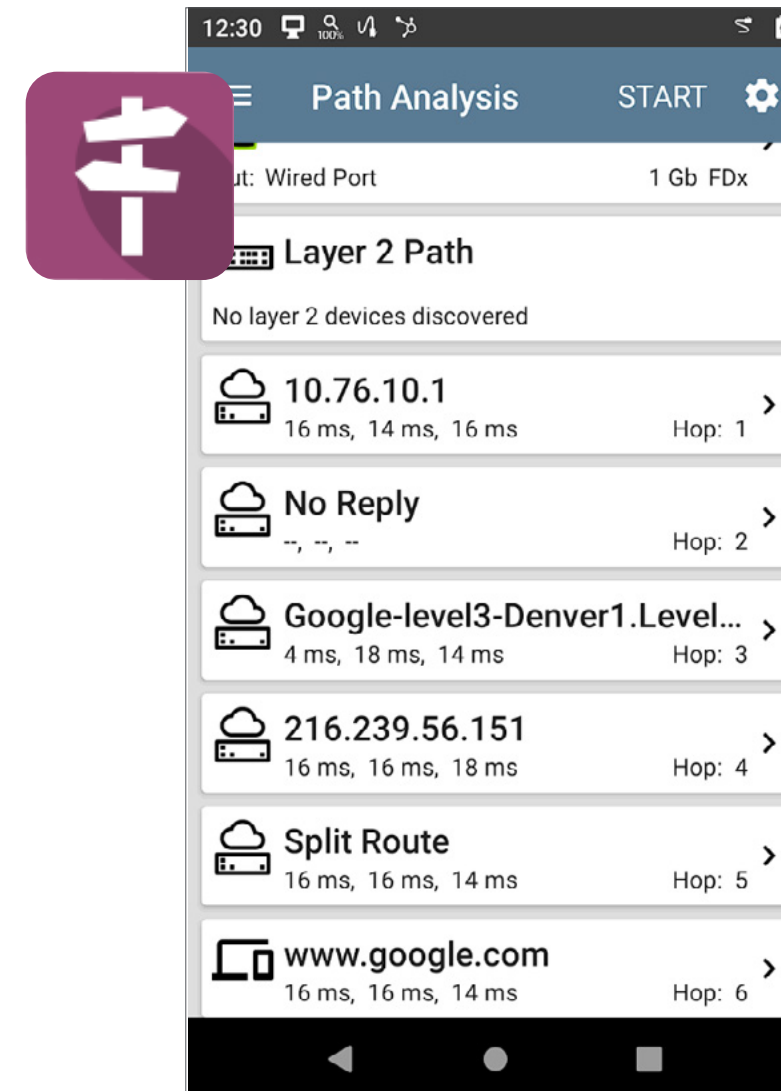 12:30
100%
Path Analysis START
ut: Wired Port 1 Gb FDx
Layer 2 Path
No layer 2 devices discovered
10.76.10.1
16 ms, 14 ms, 16 ms Hop: 1
No Reply
--, --, -- Hop: 2
Google-level3-Denver1.Level...
4 ms, 18 ms, 14 ms Hop: 3
216.239.56.151
16 ms, 16 ms, 18 ms Hop: 4
Split Route
16 ms, 16 ms, 14 ms Hop: 5
www.google.com
16 ms, 16 ms, 14 ms Hop: 6